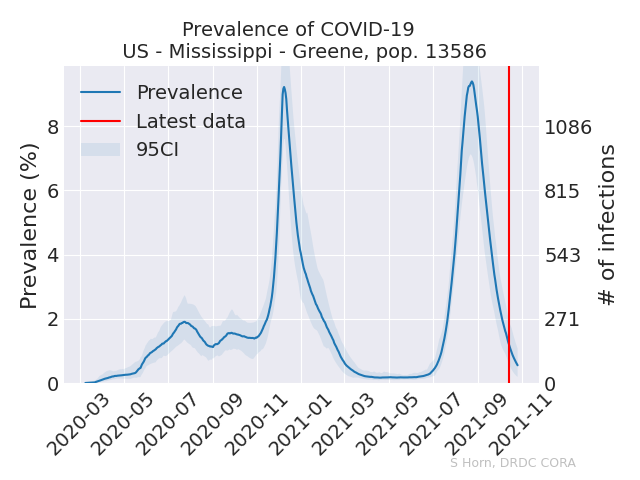 Prevalence of COVID-19
US - Mississippi - Greene, pop. 13586
Prevalence
Latest data
95CI
Prevalence (%)
8
6
4
2
0
# of infections
1086
815
543
271
0
2020-03
2020-05
2020-07
2020-09
2020-11
2021-01
2021-03
2021-05
2021-07
2021-09
2021-11
S Horn, DRDC CORA